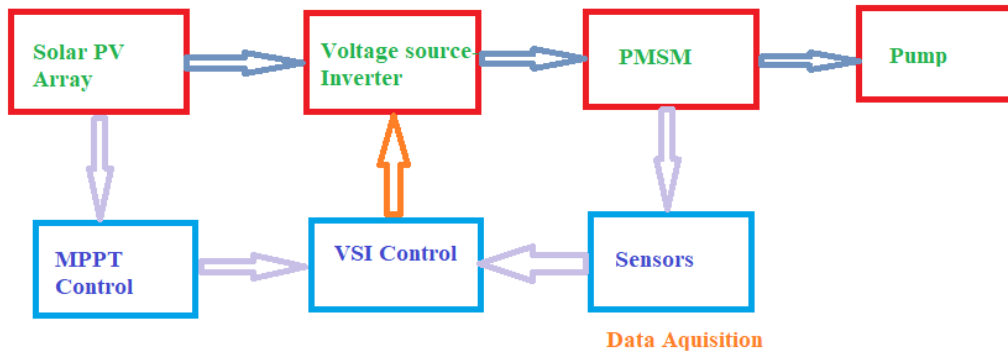 Solar PV
Array
Voltage source-
Inverter
PMSM
Pump
MPPT
Control
VSI Control
Sensors
Data Aquisition